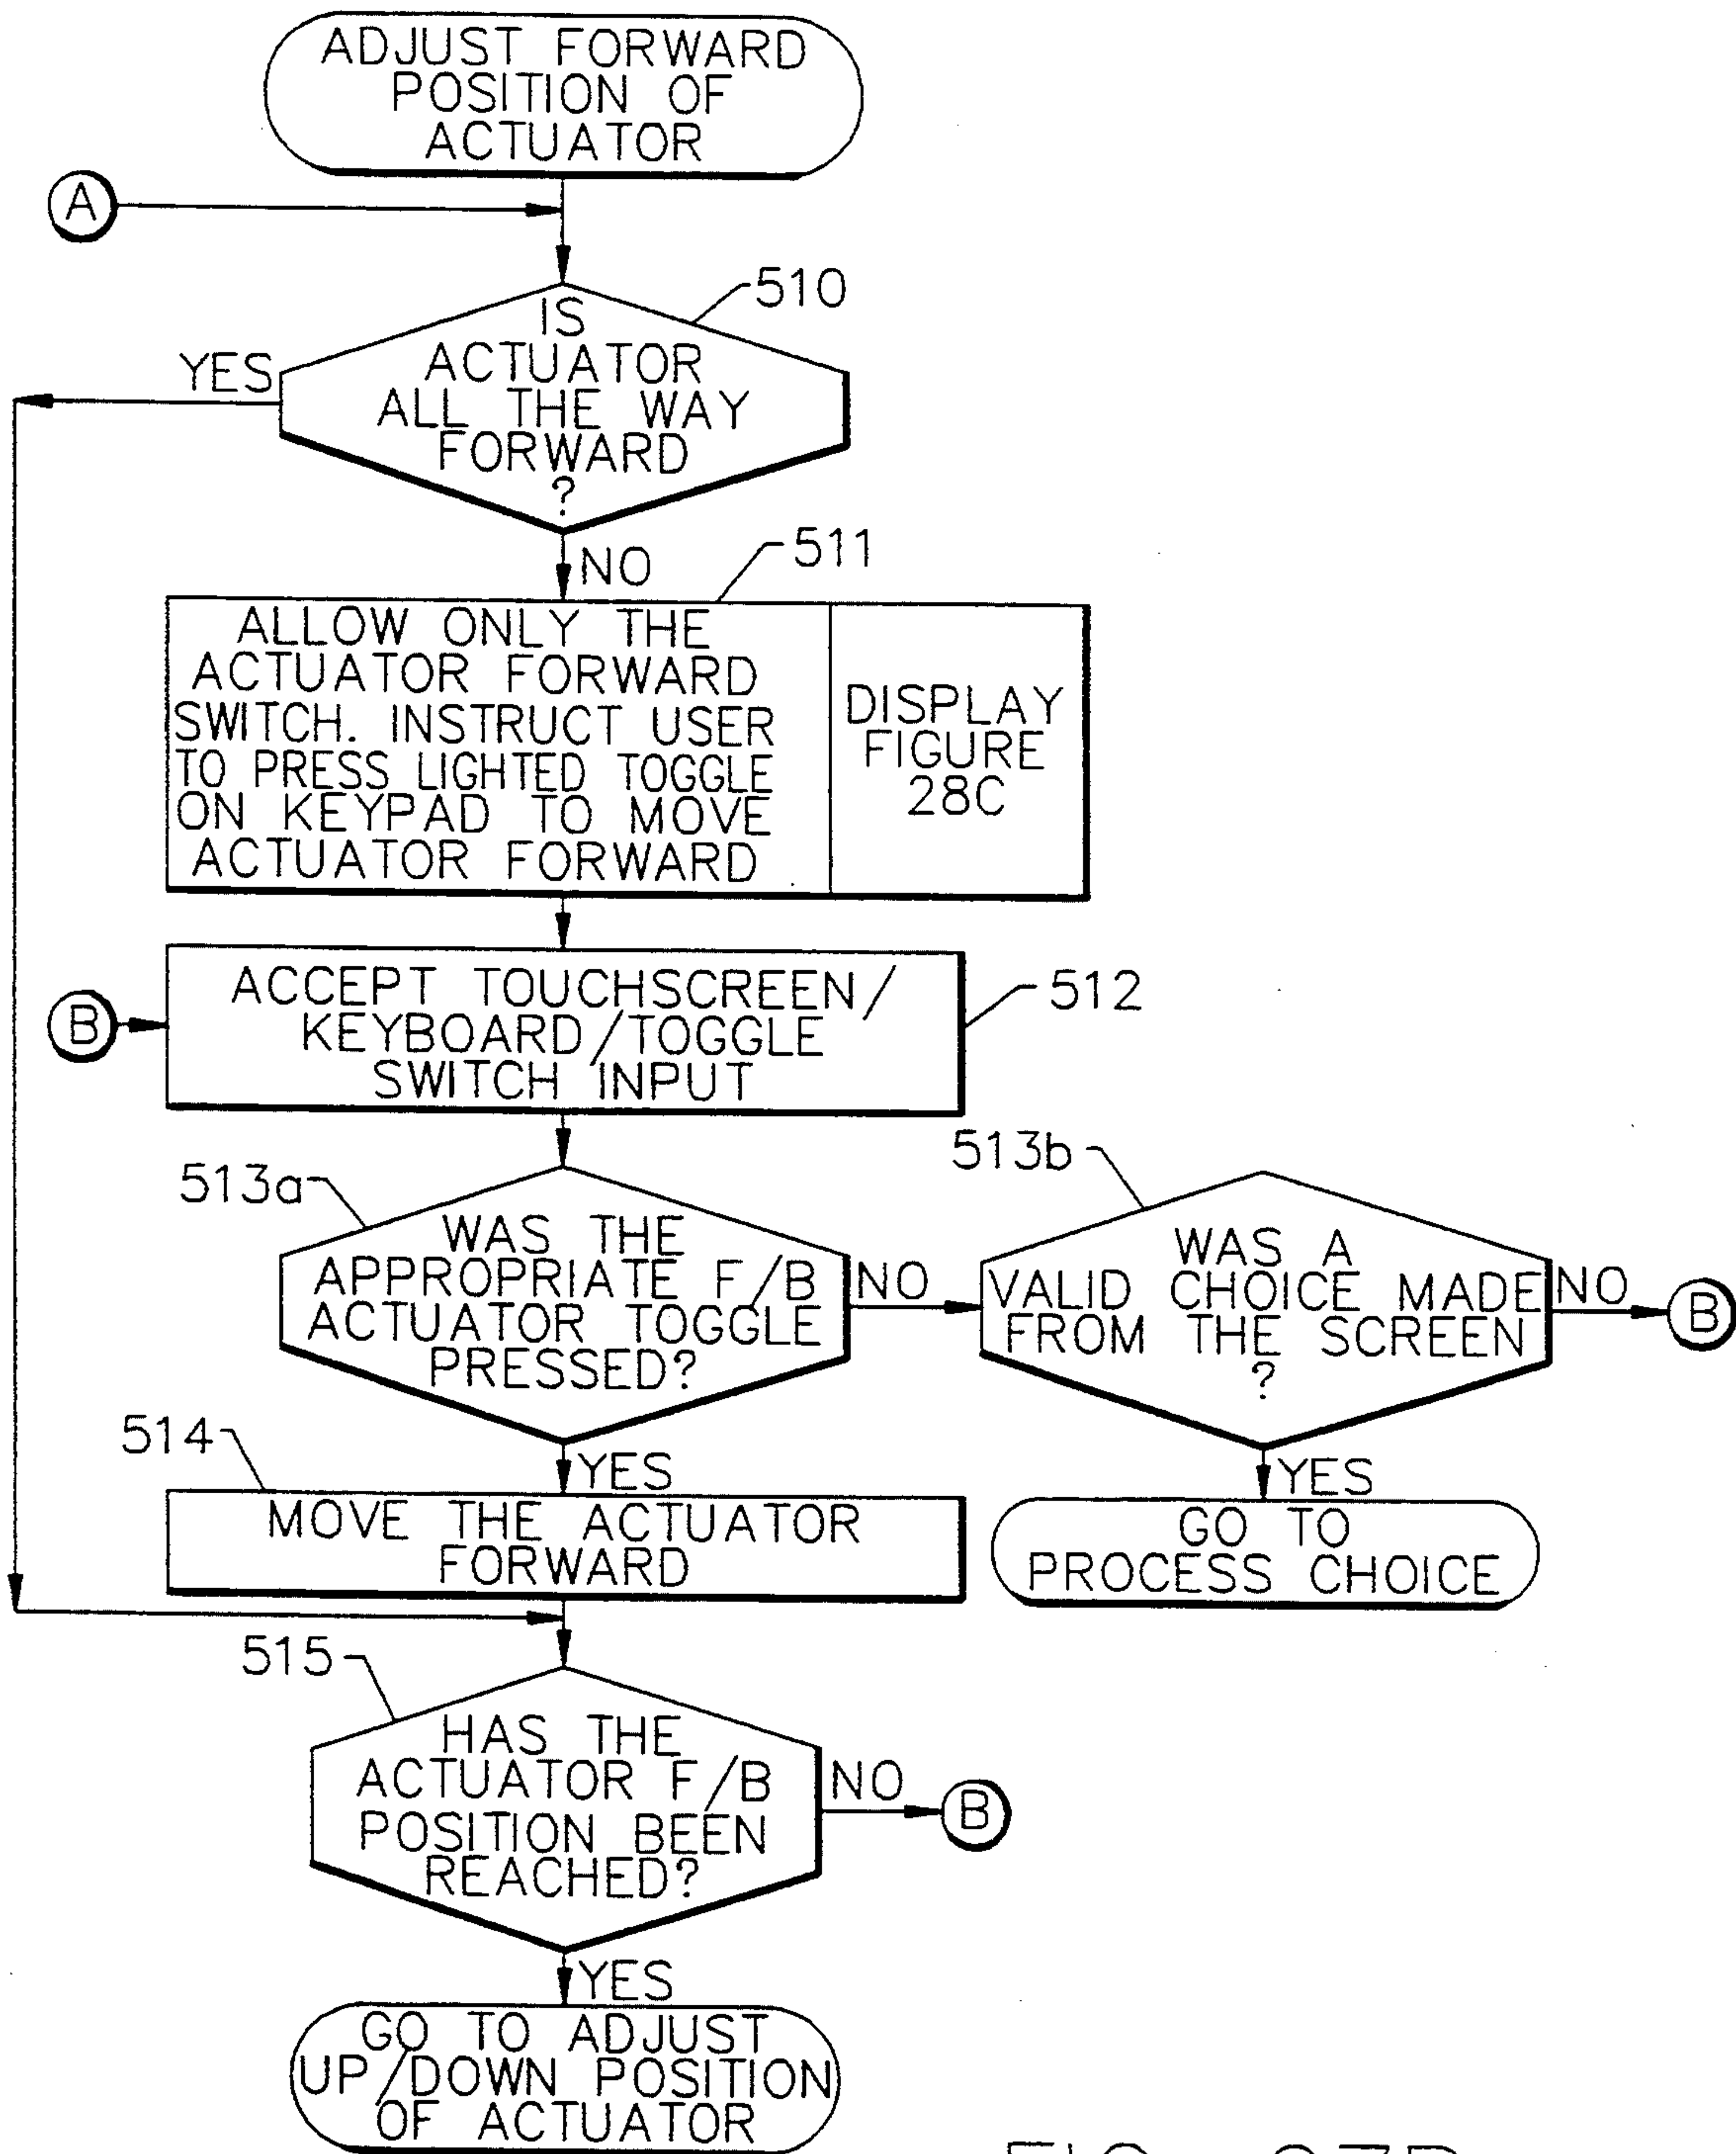 ADJUST FORWARD
POSITION OF
ACTUATOR
A
510
IS
ACTUATOR
ALL THE WAY
FORWARD
?
YES
NO
511
ALLOW ONLY THE
ACTUATOR FORWARD
SWITCH. INSTRUCT USER
TO PRESS LIGHTED TOGGLE
ON KEYPAD TO MOVE
ACTUATOR FORWARD
DISPLAY
FIGURE
28C
B
ACCEPT TOUCHSCREEN/
KEYBOARD/TOGGLE
SWITCH INPUT
512
513a
WAS THE
APPROPRIATE F/B
ACTUATOR TOGGLE
PRESSED?
NO
513b
WAS A
VALID CHOICE MADE
FROM THE SCREEN
?
NO
B
YES
GO TO
PROCESS CHOICE
YES
514
MOVE THE ACTUATOR
FORWARD
515
HAS THE
ACTUATOR F/B
POSITION BEEN
REACHED?
NO
B
YES
GO TO ADJUST
UP/DOWN POSITION
OF ACTUATOR